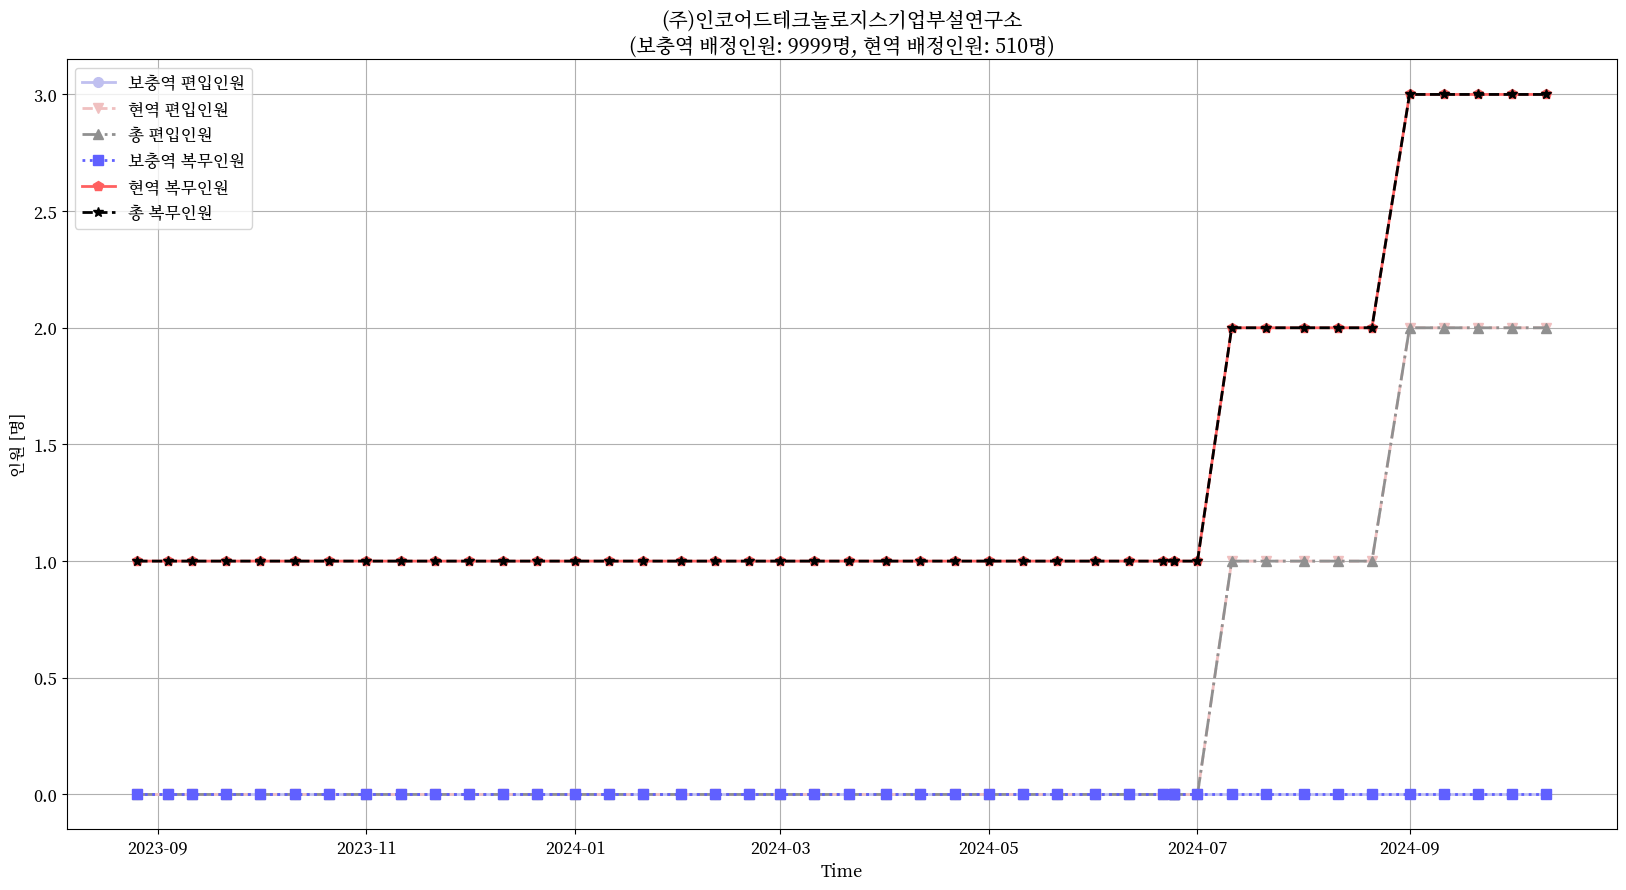 (주)인코어드테크놀로지스기업부설연구소
(보충역 배정인원: 9999명, 현역 배정인원: 510명)
보충역 편입인원
현역 편입인원
총 편입인원
보충역 복무인원
현역 복무인원
총 복무인원
3.0
2.5
2.0
1.5
1.0
0.5
0.0
인원 [명]
2023-09
2023-11
2024-01
2024-03
2024-05
2024-07
2024-09
Time